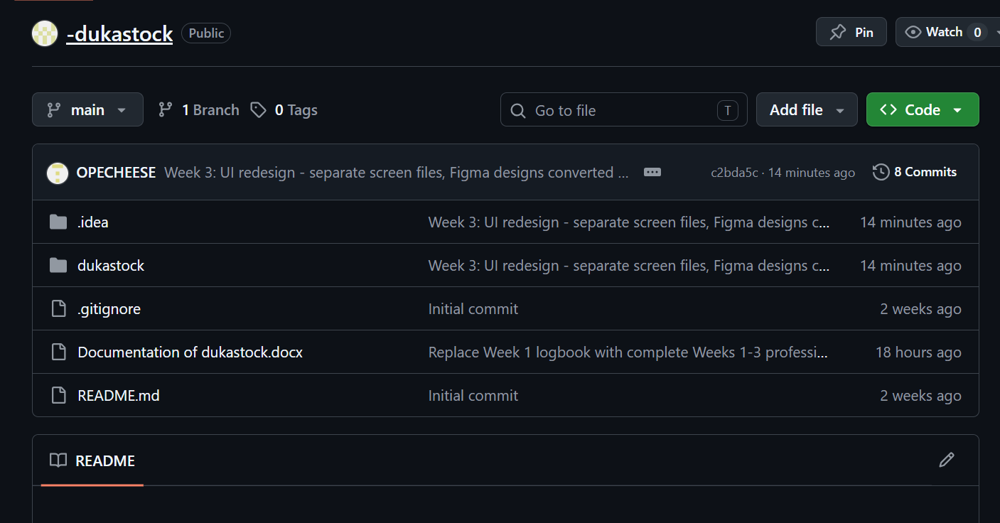 -dukastock Public Pin Watch 0
main 1 Branch 0 Tags Go to file T Add file Code
OPECHEESE Week 3: UI redesign - separate screen files, Figma designs converted ... c2bda5c · 14 minutes ago 8 Commits
.idea Week 3: UI redesign - separate screen files, Figma designs c... 14 minutes ago
dukastock Week 3: UI redesign - separate screen files, Figma designs c... 14 minutes ago
.gitignore Initial commit 2 weeks ago
Documentation of dukastock.docx Replace Week 1 logbook with complete Weeks 1-3 professi... 18 hours ago
README.md Initial commit 2 weeks ago
README